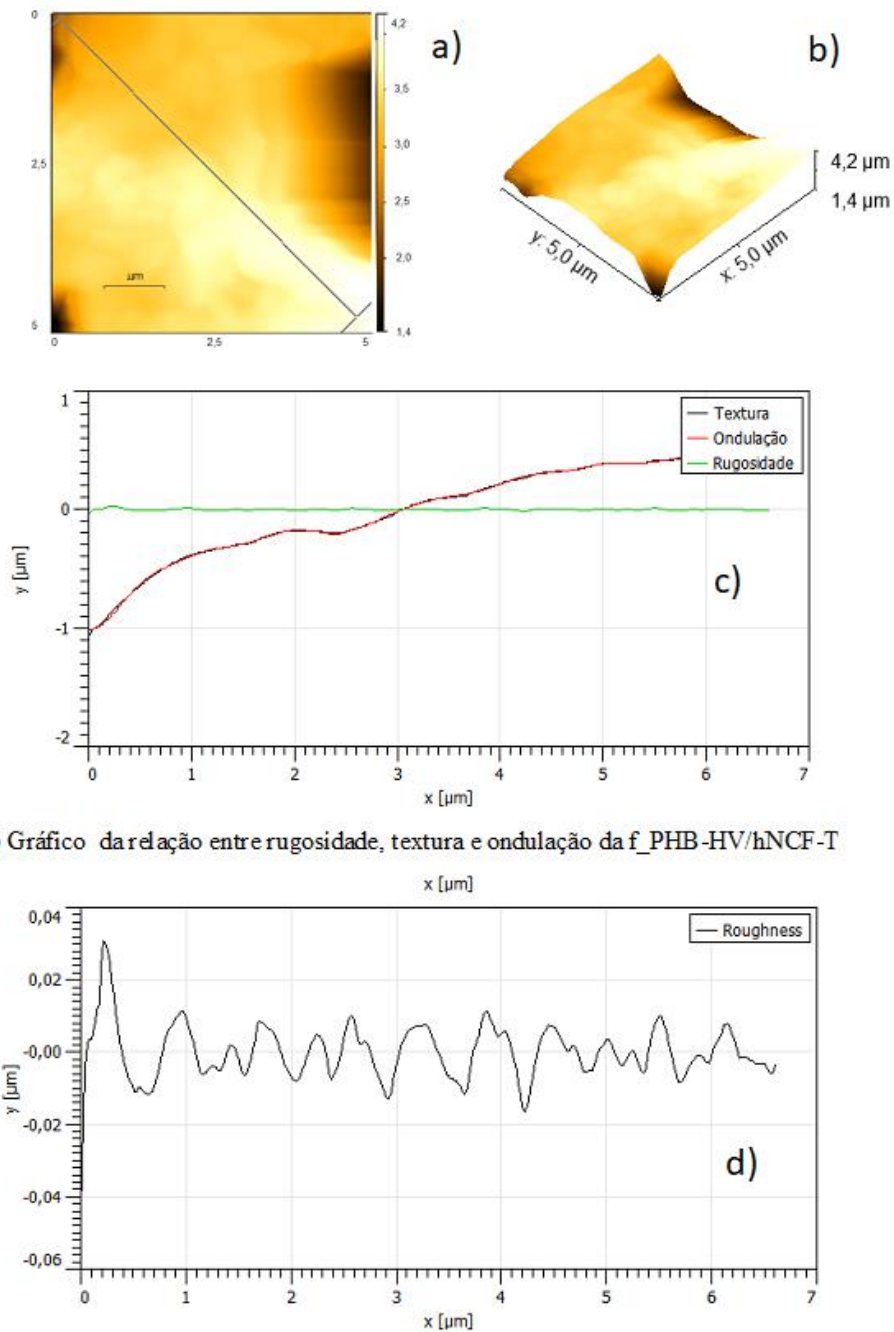 0
4,2
a)
b)
3,5
3,0
2,5
2,5
2,0
µm
5
1,4
0
2,5
5
4,2 µm
1,4 µm
y: 5,0 µm
x: 5,0 µm
1
Textura
Ondulação
Rugosidade
0
y [µm]
c)
-1
-2
0 1 2 3 4 5 6 7
x [µm]
Gráfico da relação entre rugosidade, textura e ondulação da f_PHB-HV/hNCF-T
x [µm]
0,04
Roughness
0,02
-0,00
y [µm]
-0,02
d)
-0,04
-0,06
0 1 2 3 4 5 6 7
x [µm]